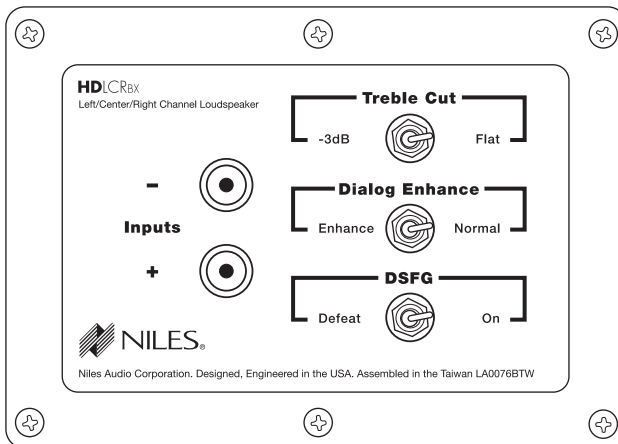 HDLCRBX
Left/Center/Right Channel Loudspeaker
Treble Cut
-3dB Flat
-
Dialog Enhance
Inputs
Enhance Normal
+
DSFG
Defeat On
NILES®
Niles Audio Corporation. Designed, Engineered in the USA. Assembled in the Taiwan LA0076BTW